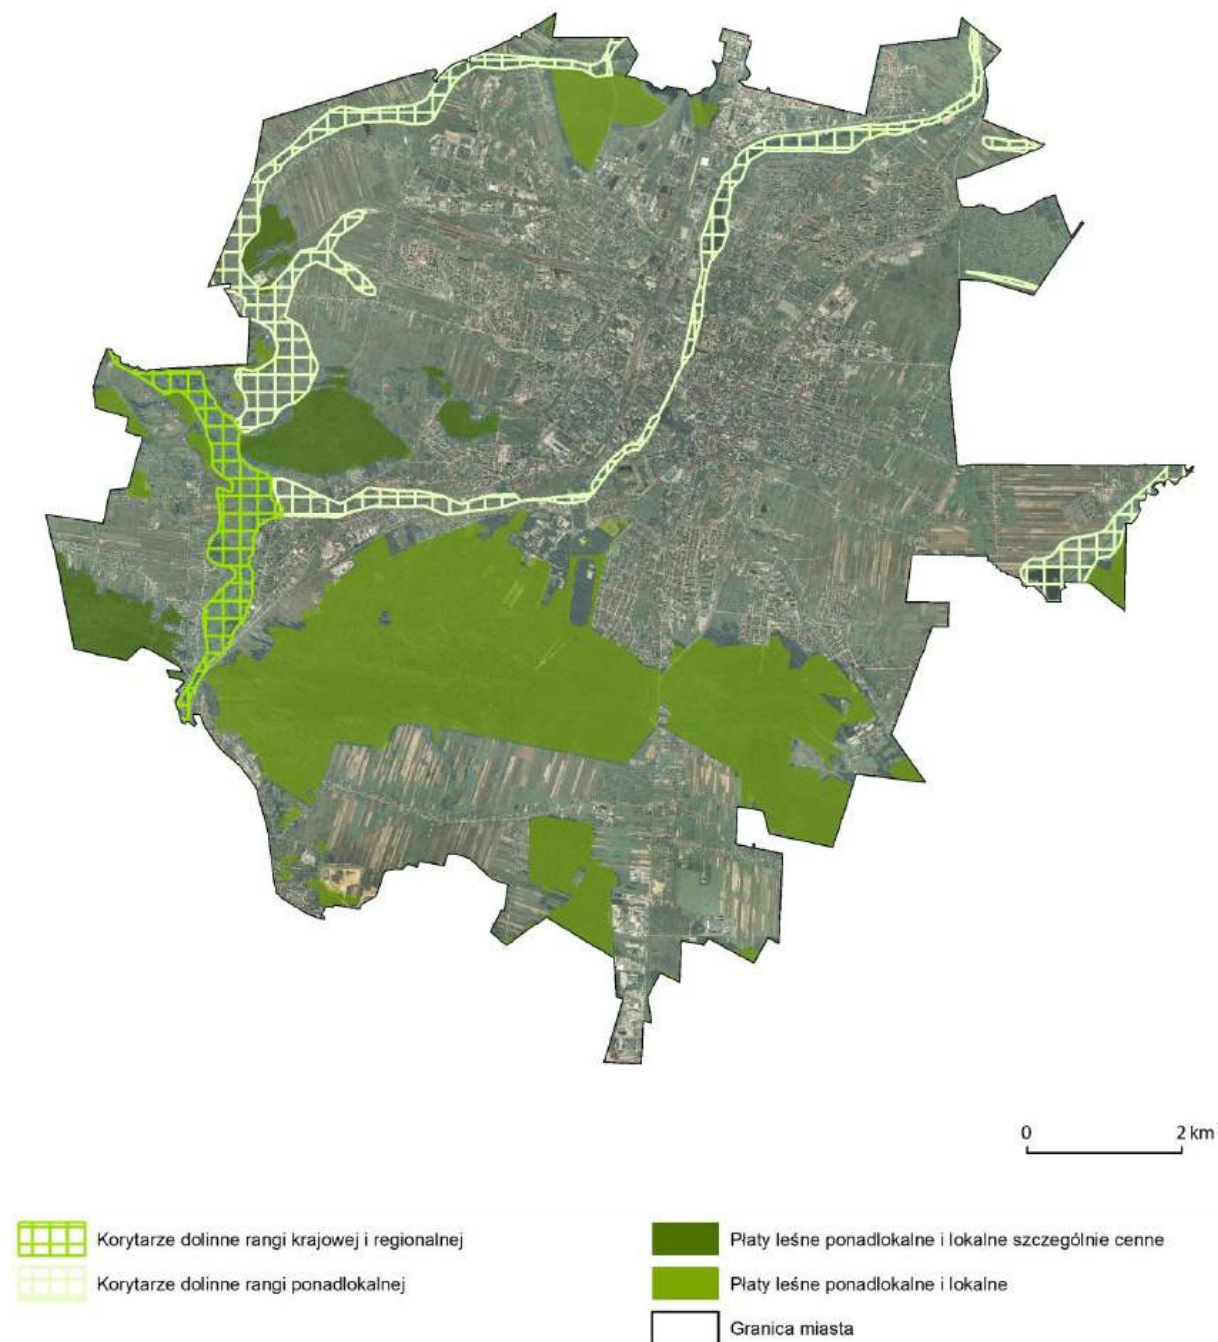 0 2 km
Korytarze dolinne rangi krajowej i regionalnej
Korytarze dolinne rangi ponadlokalnej
Płaty leśne ponadlokalne i lokalne szczególnie cenne
Płaty leśne ponadlokalne i lokalne
Granica miasta